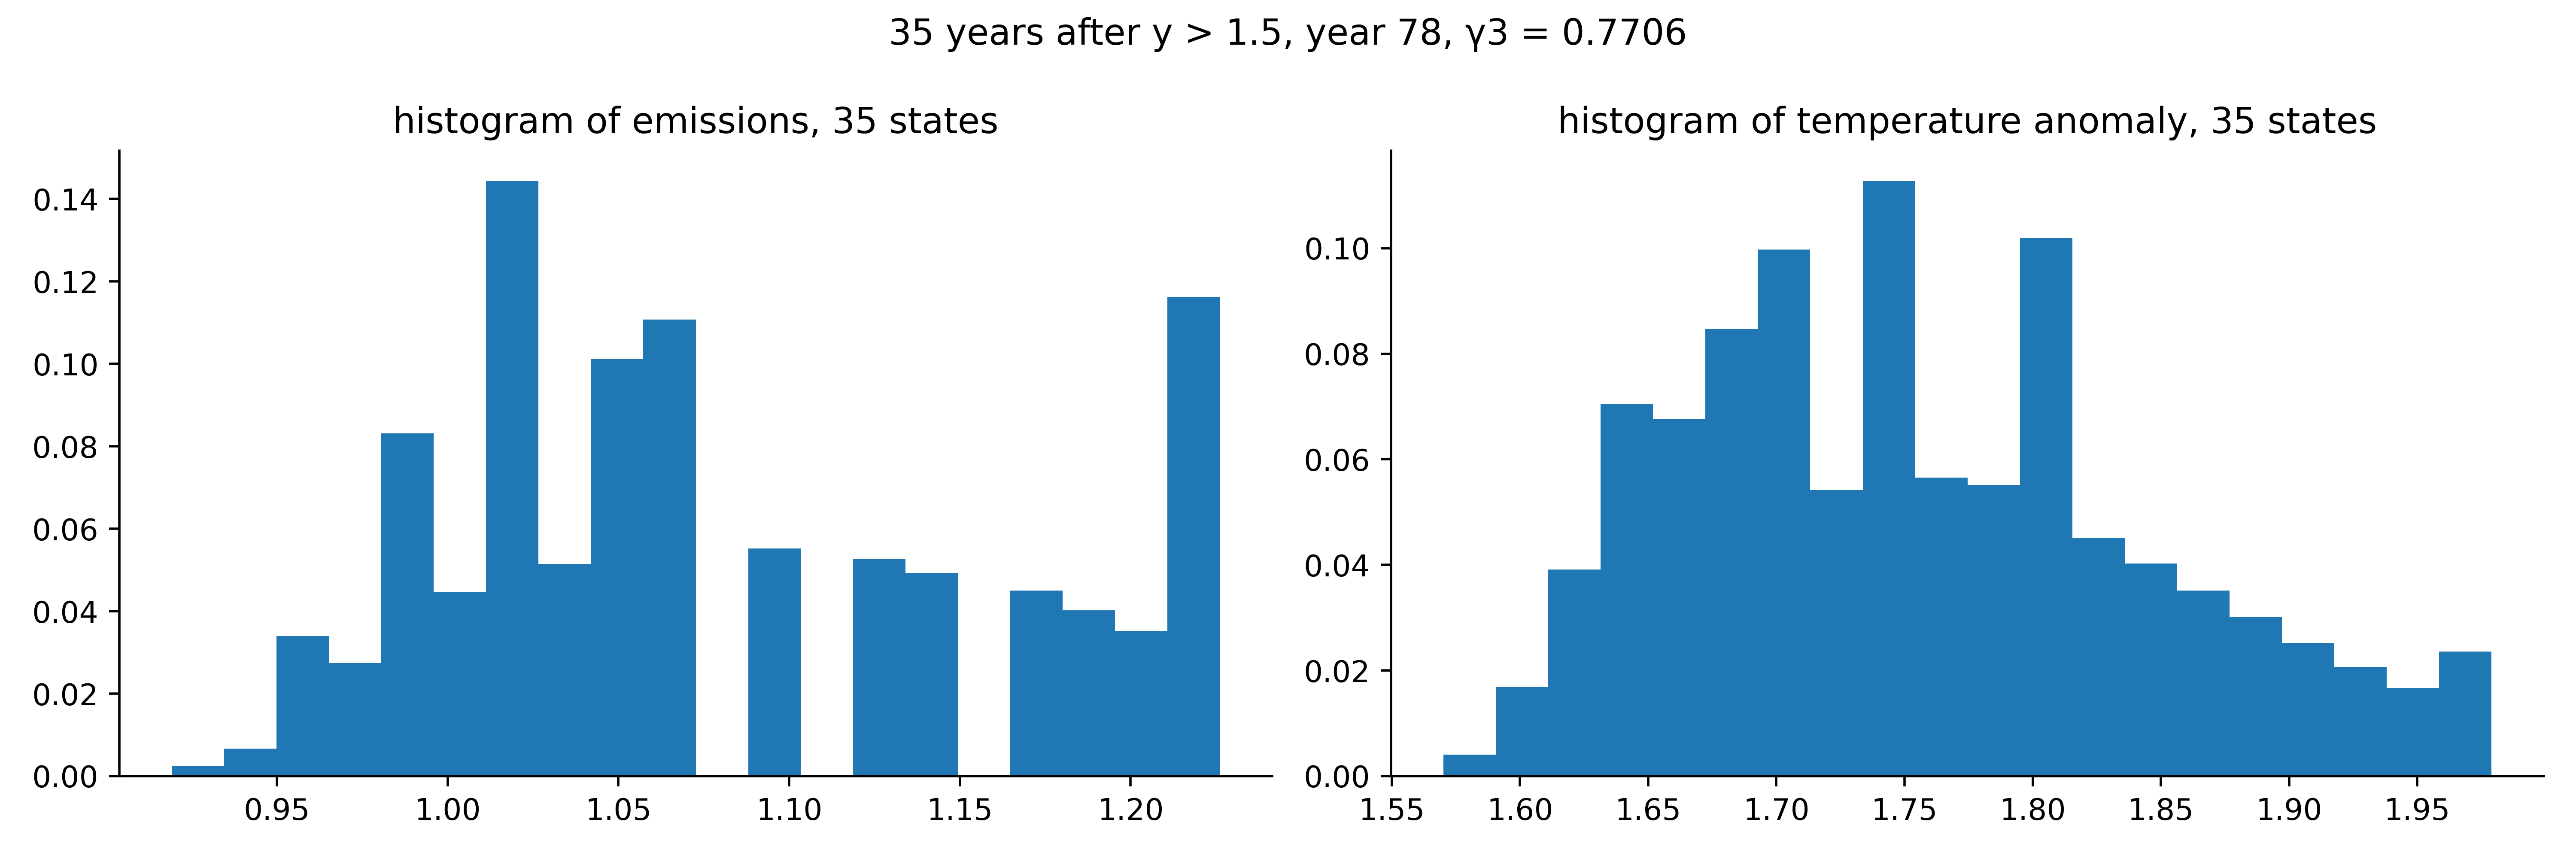 35 years after y > 1.5, year 78, γ3 = 0.7706
histogram of emissions, 35 states
0.14
0.12
0.10
0.08
0.06
0.04
0.02
0.00
0.95 1.00 1.05 1.10 1.15 1.20
histogram of temperature anomaly, 35 states
0.10
0.08
0.06
0.04
0.02
0.00
1.55 1.60 1.65 1.70 1.75 1.80 1.85 1.90 1.95